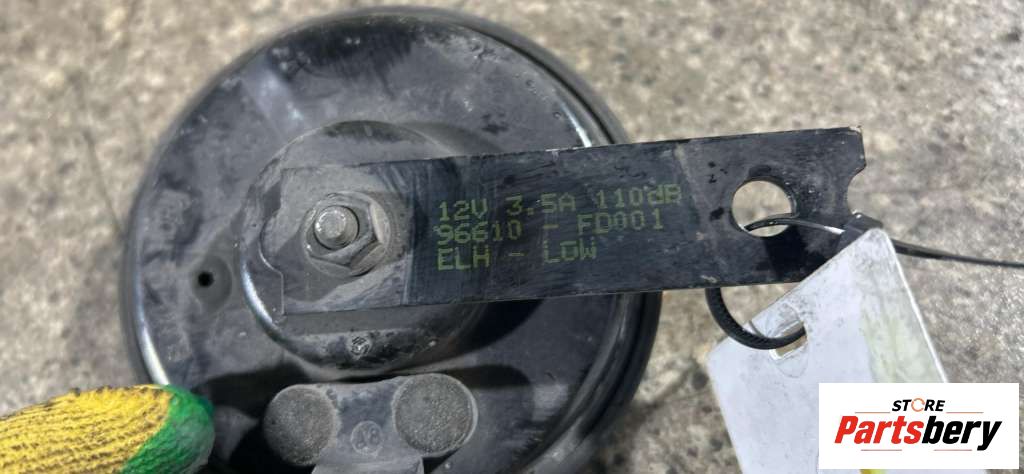 12V 3.5A 110dB
96610 - FD001
ELH - LOW
STORE
Partsbery